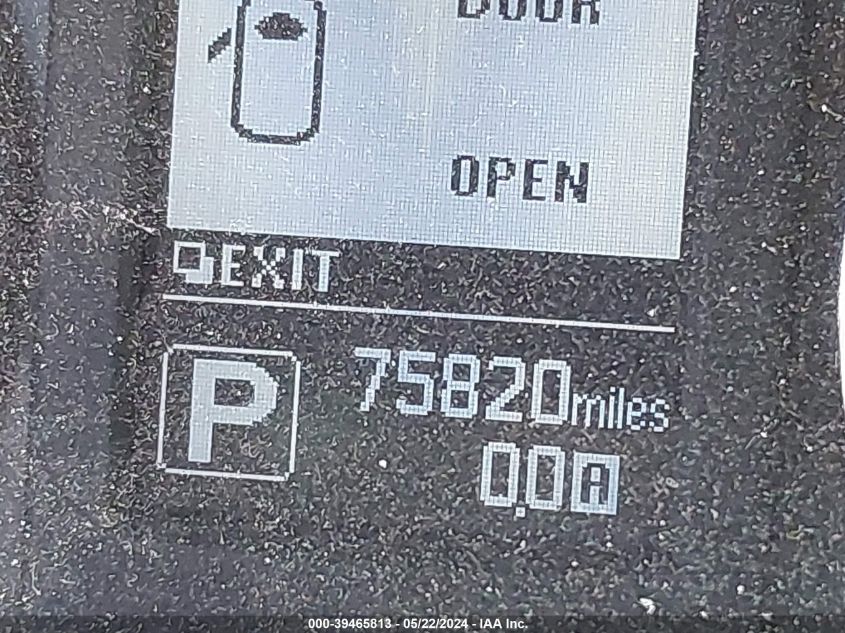 DOOR
OPEN
EXIT
P
75820miles
0.0A
000-39465813 - 05/22/2024 - IAA Inc.